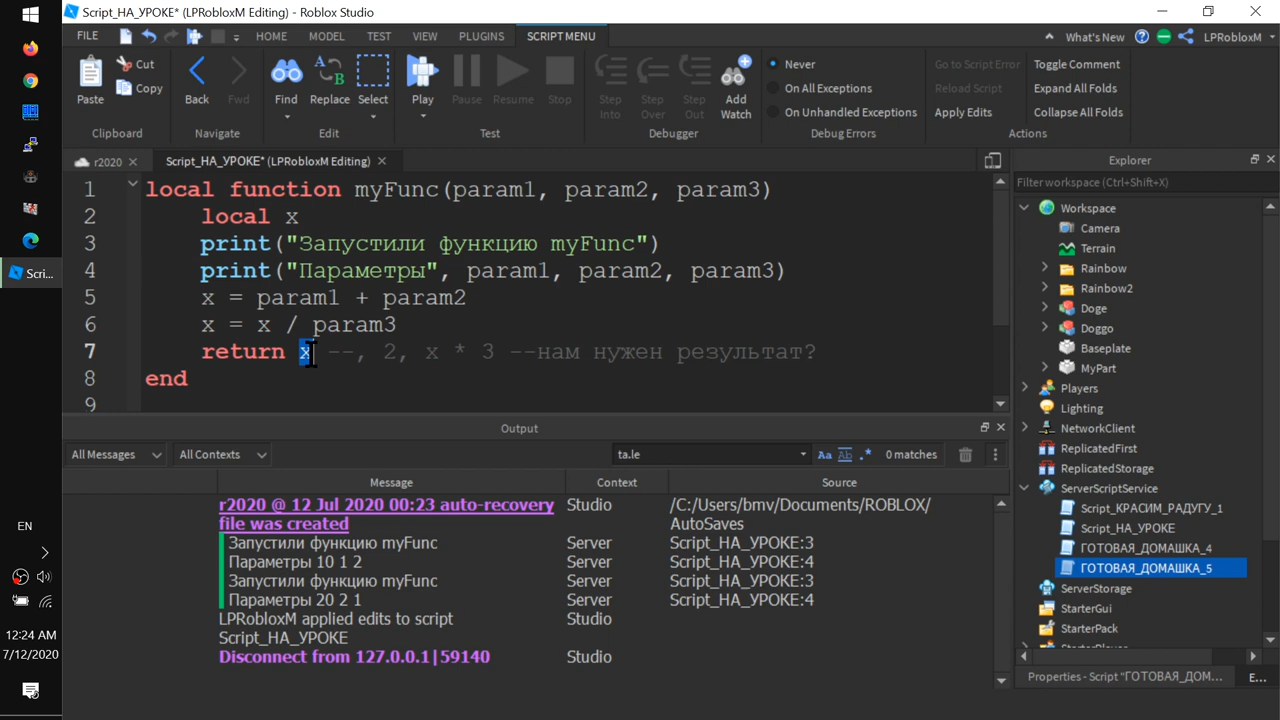 Script_НА_УРОКЕ* (LPRobloxM Editing) - Roblox Studio
FILE HOME MODEL TEST VIEW PLUGINS SCRIPT MENU What's New LPRobloxM
Paste Cut Copy Back Fwd Find Replace Select Play Pause Resume Stop Step Into Step Over Step Out Add Watch
Never
On All Exceptions
On Unhandled Exceptions
Go to Script Error Toggle Comment
Reload Script Expand All Folds
Apply Edits Collapse All Folds
Clipboard Navigate Edit Test Debugger Debug Errors Actions
r2020 Script_НА_УРОКЕ* (LPRobloxM Editing)
1 local function myFunc(param1, param2, param3)
2 local x
3 print("Запустили функцию myFunc")
4 print("Параметры", param1, param2, param3)
5 x = param1 + param2
6 x = x / param3
7 return x --, 2, x * 3 --нам нужен результат?
8 end
9
Explorer
Filter workspace (Ctrl+Shift+X)
Workspace
Camera
Terrain
Rainbow
Rainbow2
Doge
Doggo
Baseplate
MyPart
Players
Lighting
NetworkClient
ReplicatedFirst
ReplicatedStorage
ServerScriptService
Script_КРАСИМ_РАДУГУ_1
Script_НА_УРОКЕ
ГОТОВАЯ_ДОМАШКА_4
ГОТОВАЯ_ДОМАШКА_5
ServerStorage
StarterGui
StarterPack
StarterPlayer
Properties - Script "ГОТОВАЯ_ДОМ... E...
Output
All Messages All Contexts ta.le Aa Ab .* 0 matches
Message Context Source
r2020 @ 12 Jul 2020 00:23 auto-recovery Studio /C:/Users/bmv/Documents/ROBLOX/
file was created AutoSaves
Запустили функцию myFunc Server Script_НА_УРОКЕ:3
Параметры 10 1 2 Server Script_НА_УРОКЕ:4
Запустили функцию myFunc Server Script_НА_УРОКЕ:3
Параметры 20 2 1 Server Script_НА_УРОКЕ:4
LPRobloxM applied edits to script Studio
Script_НА_УРОКЕ
Disconnect from 127.0.0.1|59140 Studio
Scri...
EN
12:24 AM
7/12/2020